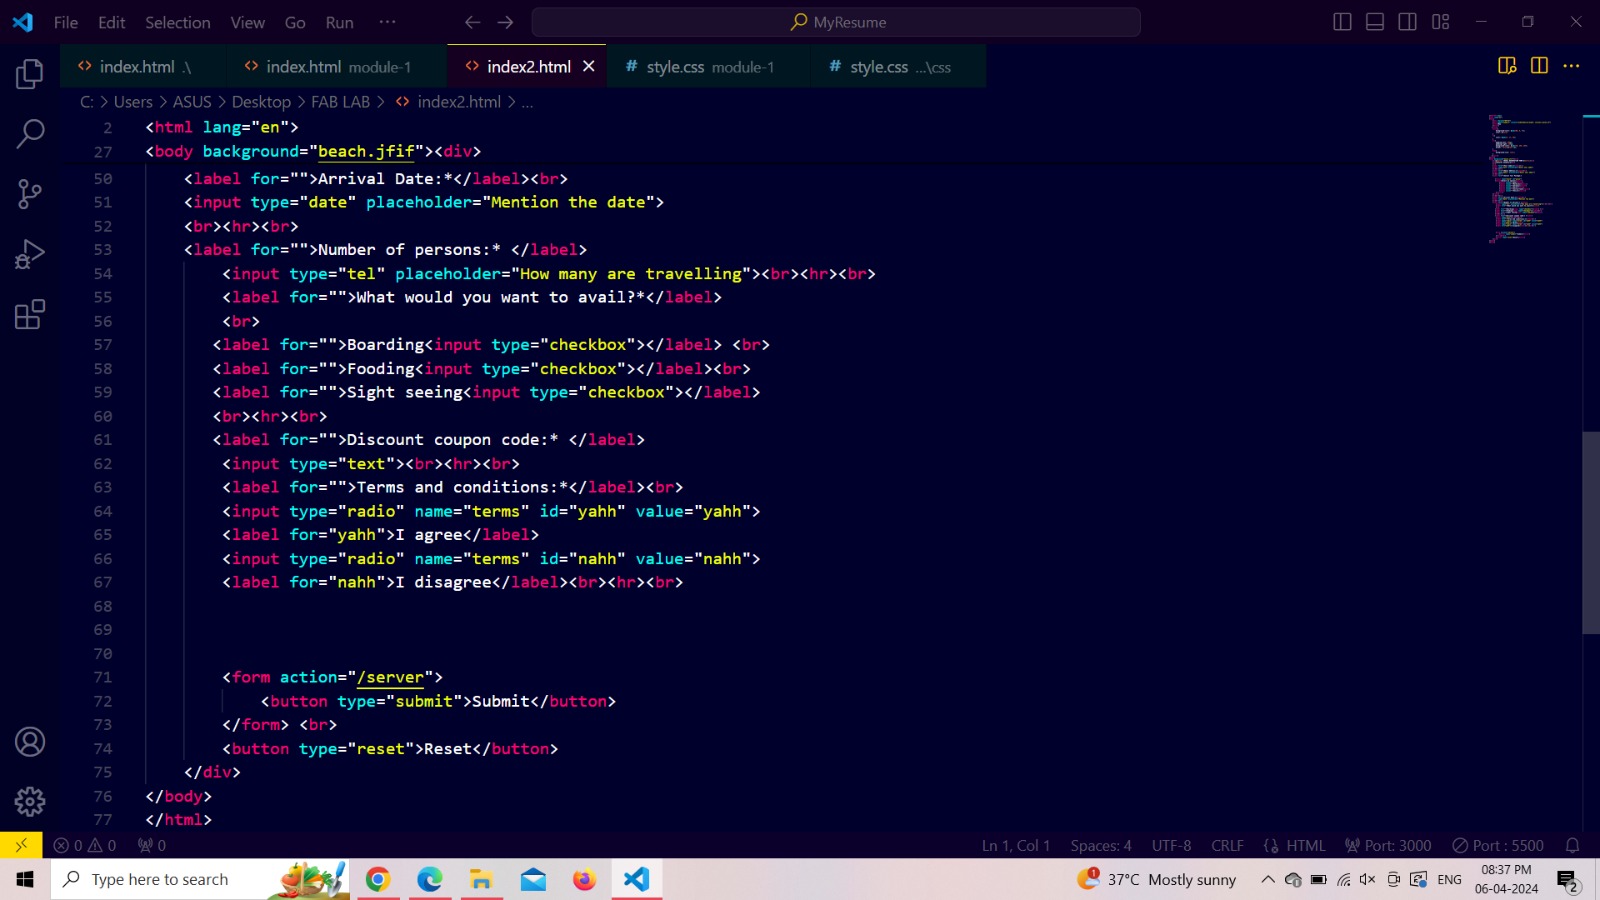 File Edit Selection View Go Run ··· MyResume
index.html .\ index.html module-1 index2.html style.css module-1 style.css ...\css
C: > Users > ASUS > Desktop > FAB LAB > index2.html > ...
2 <html lang="en">
27 <body background="beach.jfif"><div>
50 <label for="">Arrival Date:*</label><br>
51 <input type="date" placeholder="Mention the date">
52 <br><hr><br>
53 <label for="">Number of persons:* </label>
54 <input type="tel" placeholder="How many are travelling"><br><hr><br>
55 <label for="">What would you want to avail?*</label>
56 <br>
57 <label for="">Boarding<input type="checkbox"></label> <br>
58 <label for="">Fooding<input type="checkbox"></label><br>
59 <label for="">Sight seeing<input type="checkbox"></label>
60 <br><hr><br>
61 <label for="">Discount coupon code:* </label>
62 <input type="text"><br><hr><br>
63 <label for="">Terms and conditions:*</label><br>
64 <input type="radio" name="terms" id="yahh" value="yahh">
65 <label for="yahh">I agree</label>
66 <input type="radio" name="terms" id="nahh" value="nahh">
67 <label for="nahh">I disagree</label><br><hr><br>
68
69
70
71 <form action="/server">
72 <button type="submit">Submit</button>
73 </form> <br>
74 <button type="reset">Reset</button>
75 </div>
76 </body>
77 </html>
0 0 0 Ln 1, Col 1 Spaces: 4 UTF-8 CRLF HTML Port: 3000 Port : 5500
Type here to search 1 37°C Mostly sunny ENG 08:37 PM 2
06-04-2024